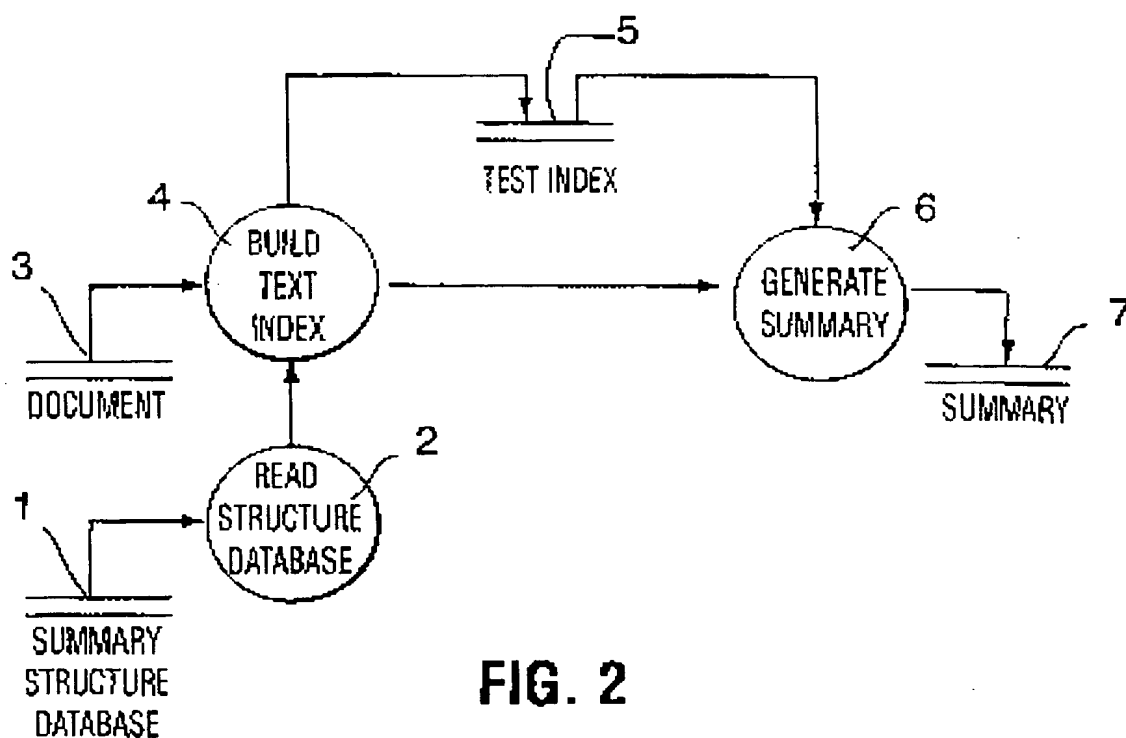 5
TEST INDEX
4
BUILD
TEXT
INDEX
6
GENERATE
SUMMARY
3
DOCUMENT
7
SUMMARY
2
READ
STRUCTURE
DATABASE
1
SUMMARY
STRUCTURE
DATABASE
FIG. 2